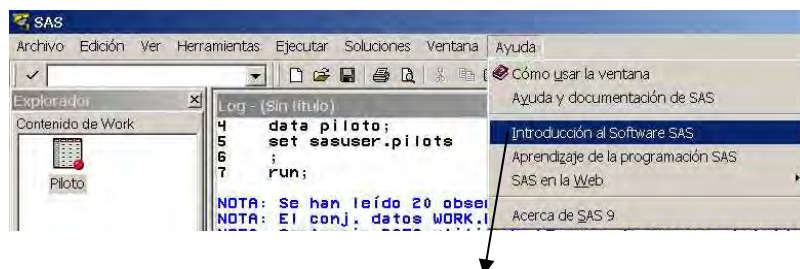 SAS
Archivo Edición Ver Herramientas Ejecutar Soluciones Ventana Ayuda
Cómo usar la ventana
Ayuda y documentación de SAS
Introducción al Software SAS
Aprendizaje de la programación SAS
SAS en la Web
Acerca de SAS 9
Explorador
Contenido de Work
Piloto
Log - (Sin título)
4 data piloto;
5 set sasuser.pilots
6 ;
7 run;
NOTA: Se han leído 20
NOTA: El conj. datos